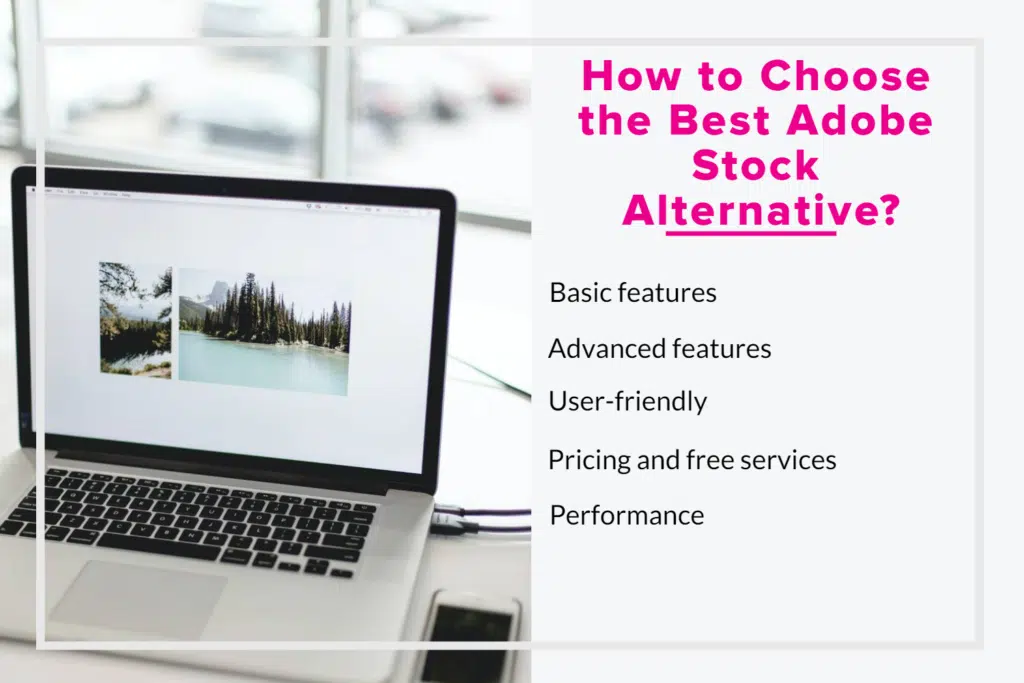 How to Choose
the Best Adobe
Stock
Alternative?
Basic features
Advanced features
User-friendly
Pricing and free services
Performance